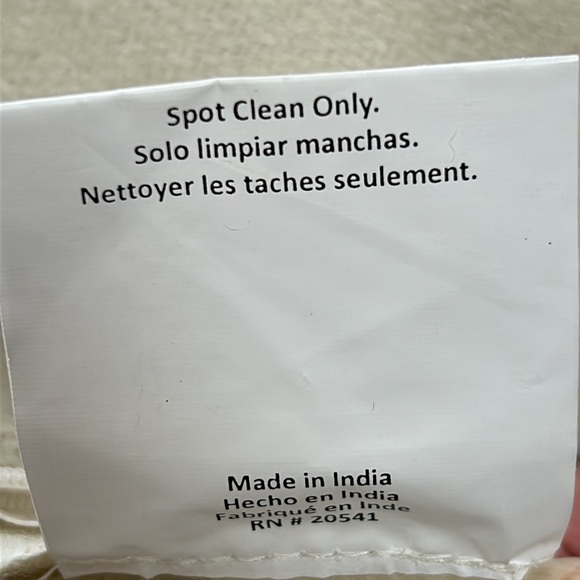 Spot Clean Only.
Solo limpiar manchas.
Nettoyer les taches seulement.
Made in India
Hecho en India
Fabriqué en Inde
RN # 20541